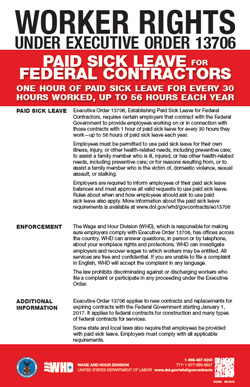 WORKER RIGHTS
UNDER EXECUTIVE ORDER 13706
PAID SICK LEAVE FOR
FEDERAL CONTRACTORS
ONE HOUR OF PAID SICK LEAVE FOR EVERY 30
HOURS WORKED, UP TO 56 HOURS EACH YEAR
PAID SICK LEAVE
Executive Order 13706, Establishing Paid Sick Leave for Federal
Contractors, requires certain employers that contract with the Federal
Government to provide employees working on or in connection with
those contracts with 1 hour of paid sick leave for every 30 hours they
work—up to 56 hours of paid sick leave each year.
Employees must be permitted to use paid sick leave for their own
illness, injury, or other health-related needs, including preventive care;
to assist a family member who is ill, injured, or has other health-related
needs, including preventive care; or for reasons resulting from, or to
assist a family member who is the victim of, domestic violence, sexual
assault, or stalking.
Employers are required to inform employees of their paid sick leave
balances and must approve all valid requests to use paid sick leave.
Rules about when and how employees should ask to use paid
sick leave also apply. More information about the paid sick leave
requirements is available at www.dol.gov/whd/govcontracts/eo13706
ENFORCEMENT
The Wage and Hour Division (WHD), which is responsible for making
sure employers comply with Executive Order 13706, has offices across
the country. WHD can answer questions, in person or by telephone,
about your workplace rights and protections. WHD can investigate
employers and recover wages to which workers may be entitled. All
services are free and confidential. If you are unable to file a complaint
in English, WHD will accept the complaint in any language.
The law prohibits discriminating against or discharging workers who
file a complaint or participate in any proceeding under the Executive
Order.
ADDITIONAL
INFORMATION
Executive Order 13706 applies to new contracts and replacements for
expiring contracts with the Federal Government starting January 1,
2017. It applies to federal contracts for construction and many types
of federal contracts for services.
Some state and local laws also require that employees be provided
with paid sick leave. Employers must comply with all applicable
requirements.
WHD
WAGE AND HOUR DIVISION
UNITED STATES DEPARTMENT OF LABOR
1-866-487-9243
TTY: 1-877-889-5627
www.dol.gov/whd/govcontracts